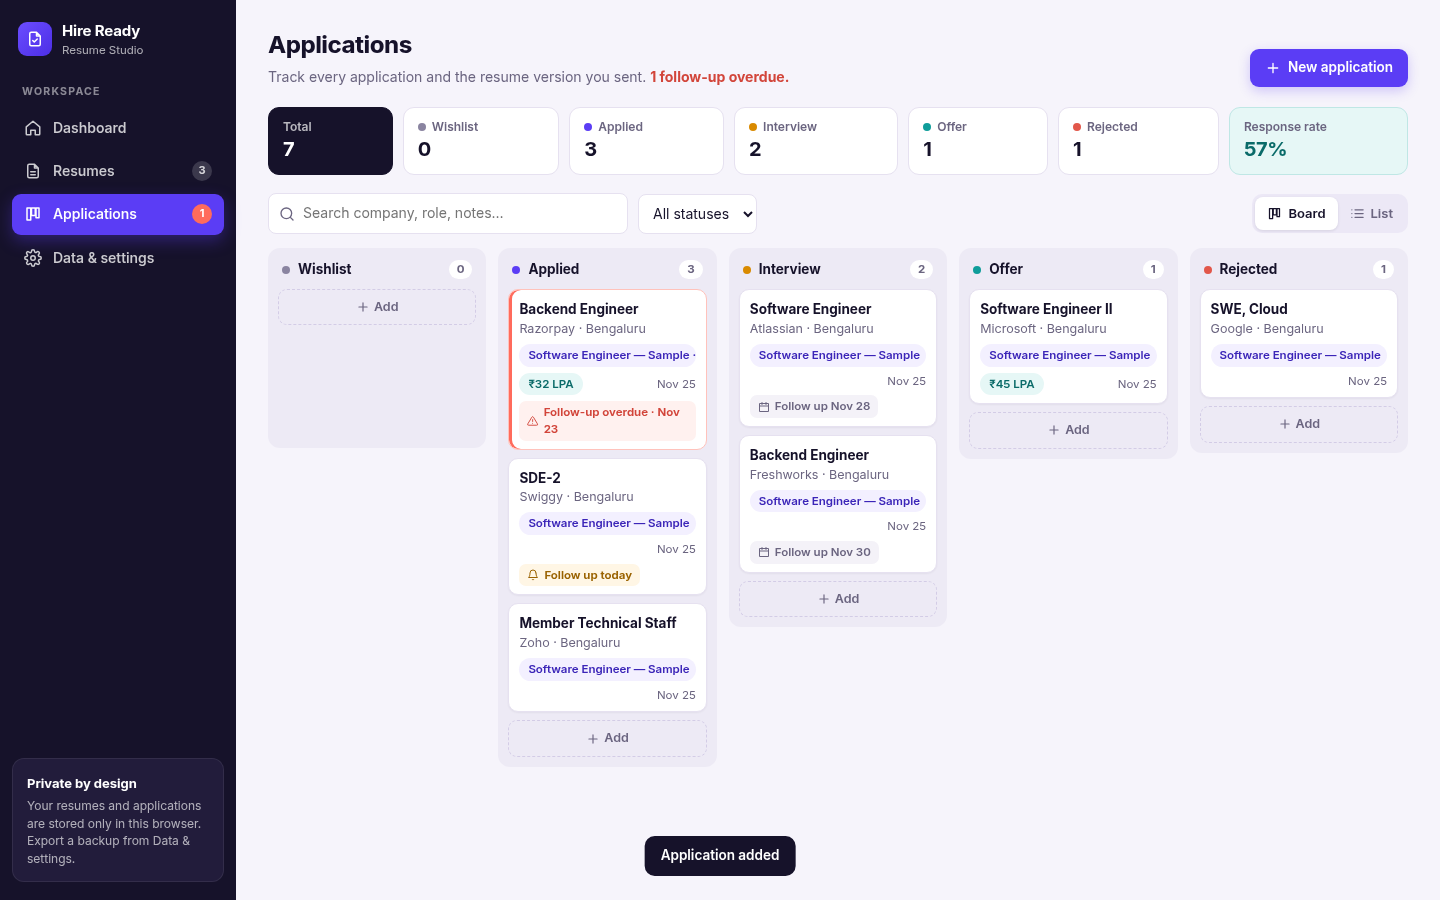 Hire Ready
Resume Studio
WORKSPACE
Dashboard
Resumes 3
Applications 1
Data & settings
Private by design
Your resumes and applications
are stored only in this browser.
Export a backup from Data &
settings.
Applications
Track every application and the resume version you sent. 1 follow-up overdue.
+ New application
Total
7
Wishlist
0
Applied
3
Interview
2
Offer
1
Rejected
1
Response rate
57%
Search company, role, notes...
All statuses
Board
List
Wishlist 0
+ Add
Applied 3
Backend Engineer
Razorpay · Bengaluru
Software Engineer — Sample ·
₹32 LPA Nov 25
Follow-up overdue · Nov
23
SDE-2
Swiggy · Bengaluru
Software Engineer — Sample
Nov 25
Follow up today
Member Technical Staff
Zoho · Bengaluru
Software Engineer — Sample
Nov 25
+ Add
Interview 2
Software Engineer
Atlassian · Bengaluru
Software Engineer — Sample
Nov 25
Follow up Nov 28
Backend Engineer
Freshworks · Bengaluru
Software Engineer — Sample
Nov 25
Follow up Nov 30
+ Add
Offer 1
Software Engineer II
Microsoft · Bengaluru
Software Engineer — Sample
₹45 LPA Nov 25
+ Add
Rejected 1
SWE, Cloud
Google · Bengaluru
Software Engineer — Sample
Nov 25
+ Add
Application added